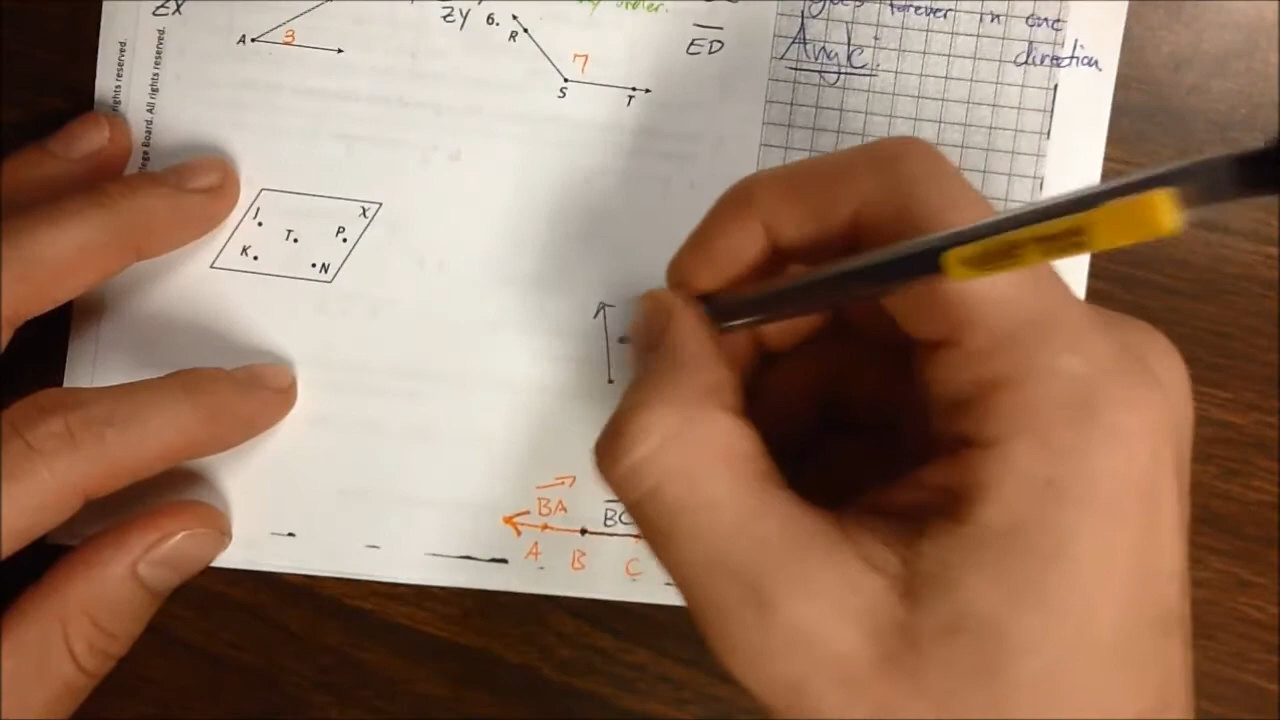 ZX
A 3
ZY 6.
R
7
S
T
order.
ED
goes forever in one
direction
Angle:
rights reserved.
ege Board. All rights reserved.
J
X
T
P
K
N
BA
BC
A B C